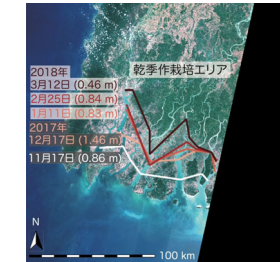 乾季作栽培エリア
2018年
3月12日 (0.46 m)
2月25日 (0.84 m)
1月11日 (0.83 m)
2017年
12月17日 (1.46 m)
11月17日 (0.86 m)
N
100 km